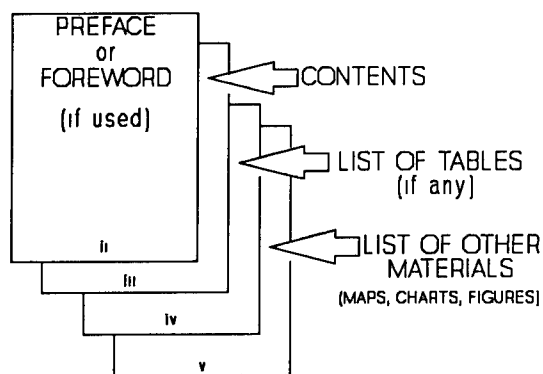 PREFACE
or
FOREWORD
(if used)
CONTENTS
LIST OF TABLES
(if any)
LIST OF OTHER
MATERIALS
(MAPS, CHARTS, FIGURES)
ii
iii
iv
v